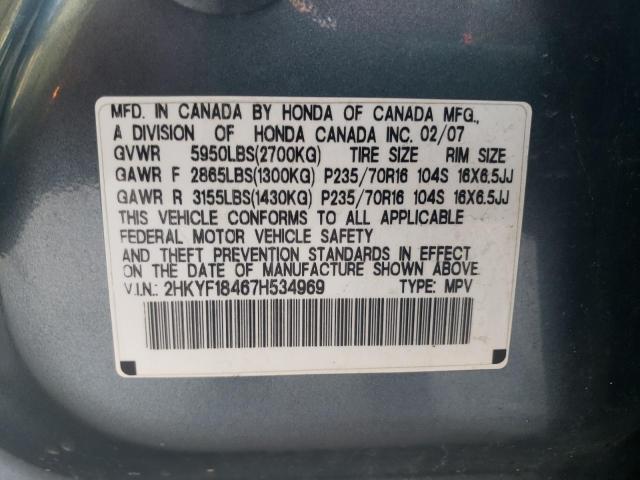 MFD. IN CANADA BY HONDA OF CANADA MFG.,
A DIVISION OF HONDA CANADA INC. 02/07
GVWR 5950LBS(2700KG) TIRE SIZE RIM SIZE
GAWR F 2865LBS(1300KG) P235/70R16 104S 16X6.5JJ
GAWR R 3155LBS(1430KG) P235/70R16 104S 16X6.5JJ
THIS VEHICLE CONFORMS TO ALL APPLICABLE
FEDERAL MOTOR VEHICLE SAFETY
AND THEFT PREVENTION STANDARDS IN EFFECT
ON THE DATE OF MANUFACTURE SHOWN ABOVE.
V.I.N.: 2HKYF18467H534969 TYPE: MPV